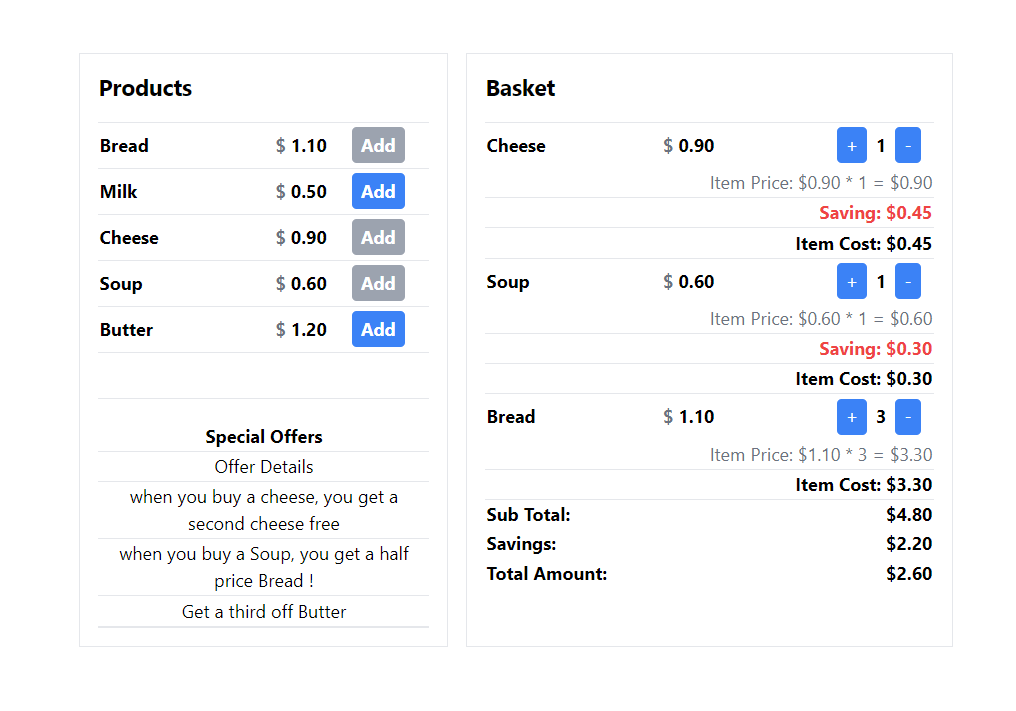 Products
Bread $ 1.10 Add
Milk $ 0.50 Add
Cheese $ 0.90 Add
Soup $ 0.60 Add
Butter $ 1.20 Add
Special Offers
Offer Details
when you buy a cheese, you get a
second cheese free
when you buy a Soup, you get a half
price Bread !
Get a third off Butter
Basket
Cheese $ 0.90 + 1 -
Item Price: $0.90 * 1 = $0.90
Saving: $0.45
Item Cost: $0.45
Soup $ 0.60 + 1 -
Item Price: $0.60 * 1 = $0.60
Saving: $0.30
Item Cost: $0.30
Bread $ 1.10 + 3 -
Item Price: $1.10 * 3 = $3.30
Item Cost: $3.30
Sub Total: $4.80
Savings: $2.20
Total Amount: $2.60